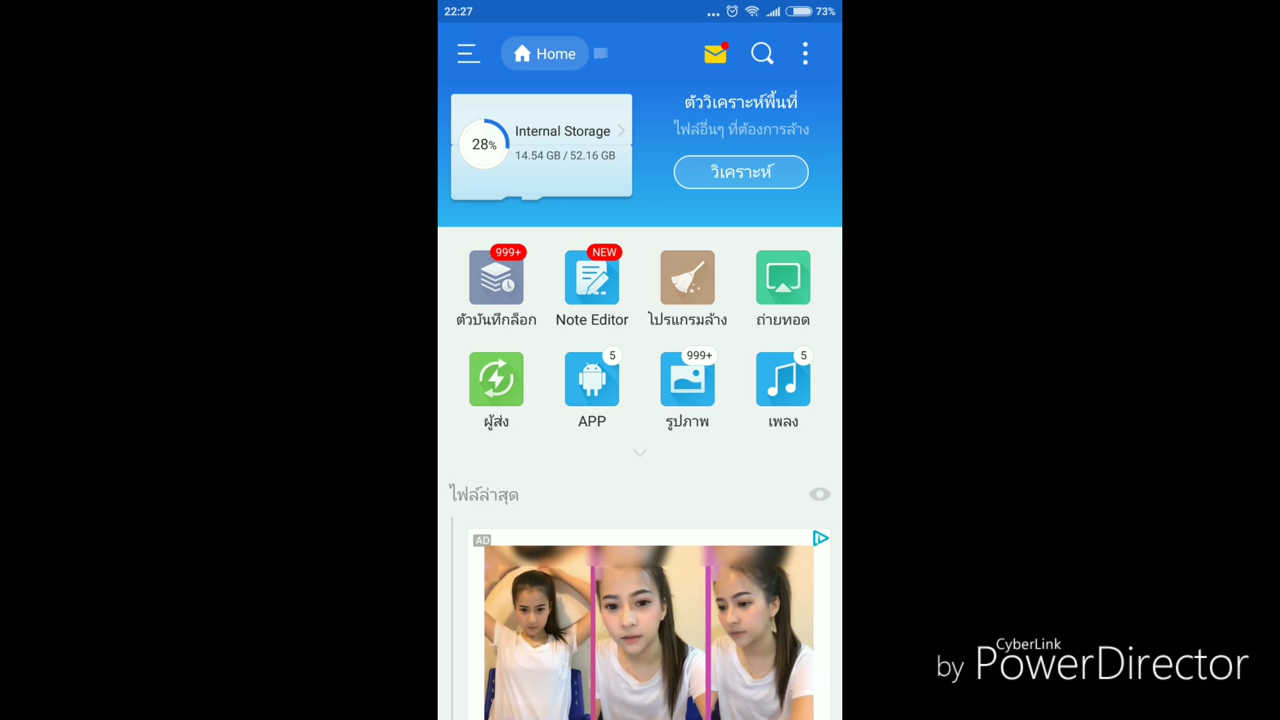 22:27
73%
Home
ตัววิเคราะห์พื้นที่
Internal Storage
ไฟล์อื่นๆ ที่ต้องการล้าง
28%
14.54 GB / 52.16 GB
วิเคราะห์
999+
NEW
ตัวบันทึกล็อก
Note Editor
โปรแกรมล้าง
ถ่ายทอด
5
999+
5
ผู้ส่ง
APP
รูปภาพ
เพลง
ไฟล์ล่าสุด
AD
CyberLink
by PowerDirector